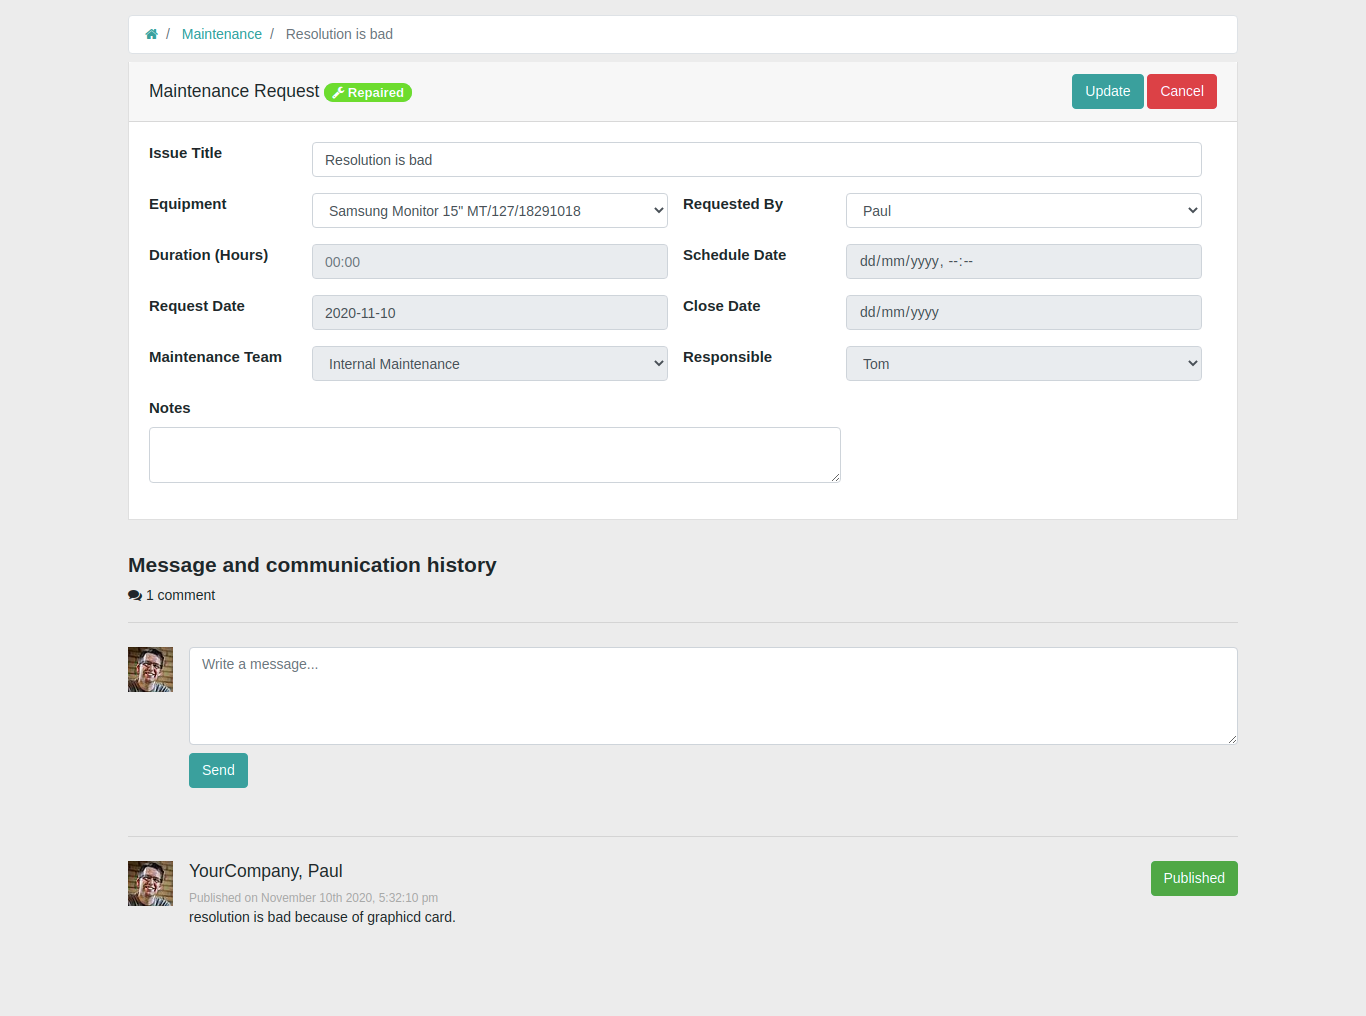 / Maintenance / Resolution is bad
Maintenance Request Repaired
Update Cancel
Issue Title Resolution is bad
Equipment Samsung Monitor 15" MT/127/18291018 Requested By Paul
Duration (Hours) 00:00 Schedule Date dd/mm/yyyy, --:--
Request Date 2020-11-10 Close Date dd/mm/yyyy
Maintenance Team Internal Maintenance Responsible Tom
Notes
Message and communication history
1 comment
Write a message...
Send
YourCompany, Paul
Published
Published on November 10th 2020, 5:32:10 pm
resolution is bad because of graphicd card.